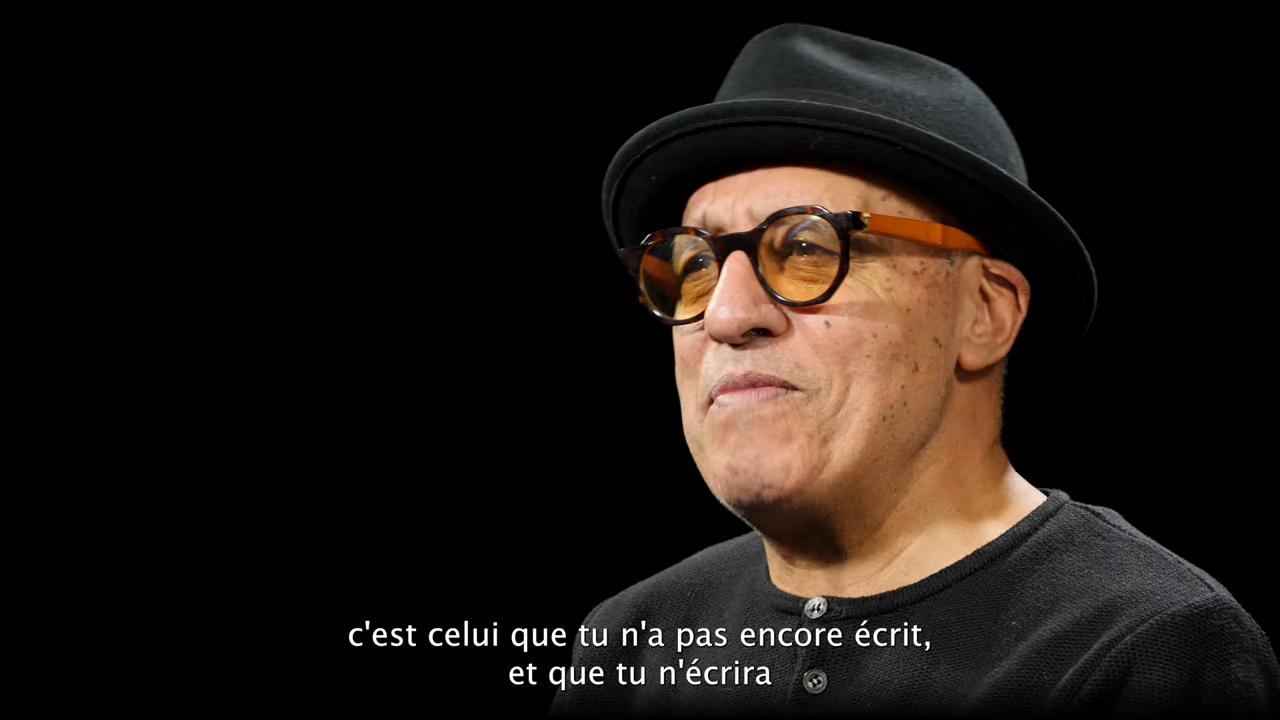 c'est celui que tu n'a pas encore écrit,
et que tu n'écrira